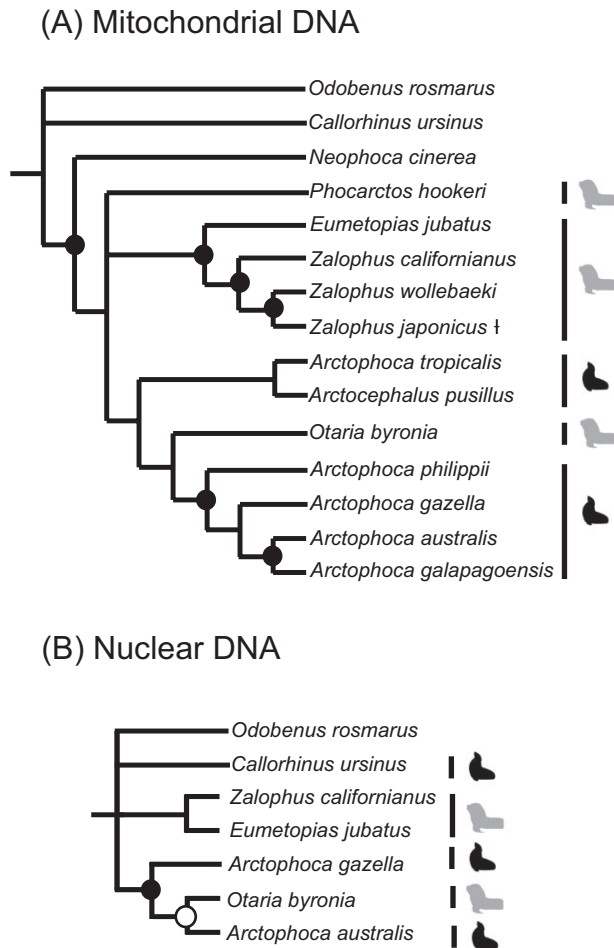 (A) Mitochondrial DNA
Odobenus rosmarus
Callorhinus ursinus
Neophoca cinerea
Phocarctos hookeri
Eumetopias jubatus
Zalophus californianus
Zalophus wollebaeki
Zalophus japonicus ƚ
Arctophoca tropicalis
Arctocephalus pusillus
Otaria byronia
Arctophoca philippii
Arctophoca gazella
Arctophoca australis
Arctophoca galapagoensis
(B) Nuclear DNA
Odobenus rosmarus
Callorhinus ursinus
Zalophus californianus
Eumetopias jubatus
Arctophoca gazella
Otaria byronia
Arctophoca australis